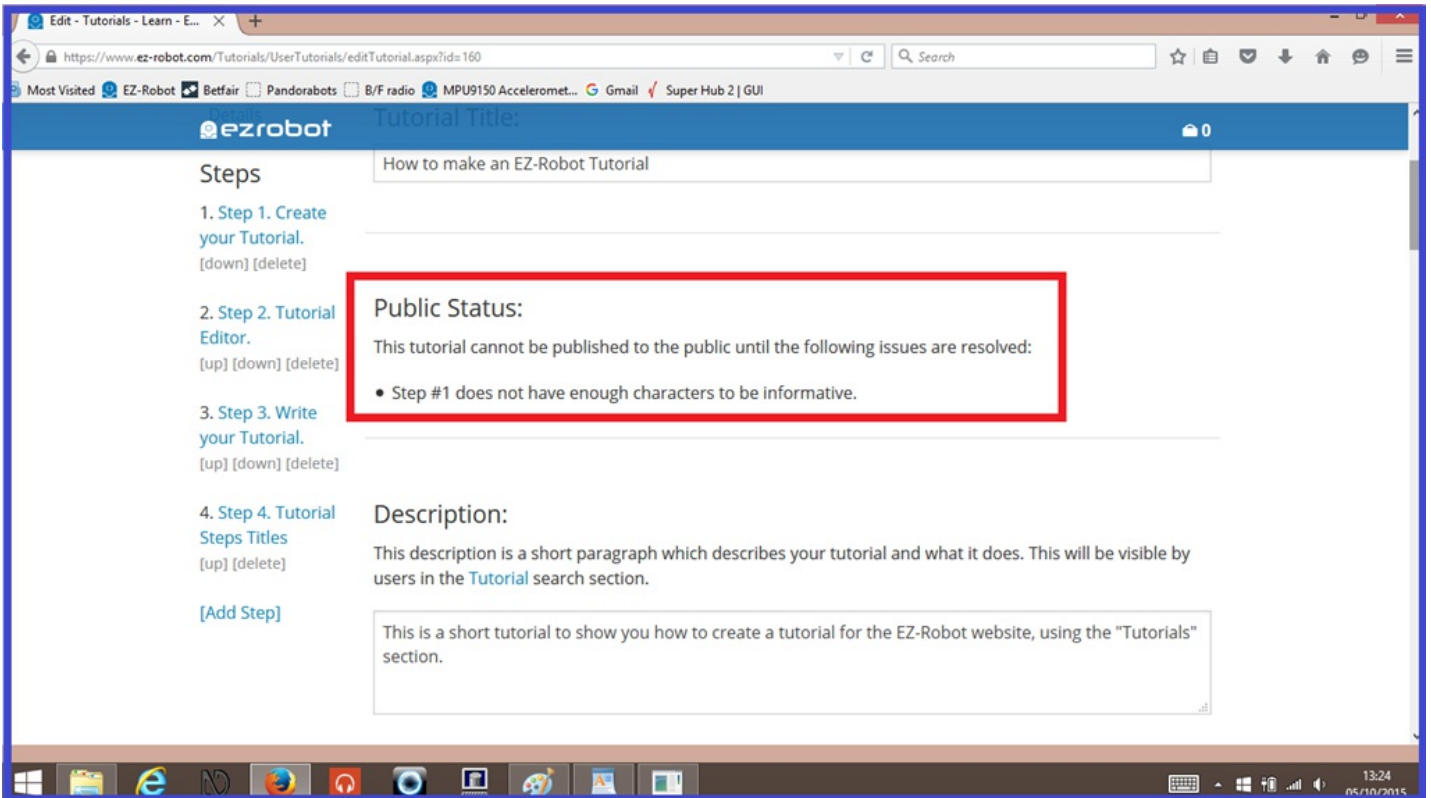 Edit - Tutorials - Learn - E...
https://www.ez-robot.com/Tutorials/UserTutorials/editTutorial.aspx?id=160
Search
Most Visited EZ-Robot Betfair Pandorabots B/F radio MPU9150 Acceleromet... Gmail Super Hub 2 | GUI
Details
Tutorial Title:
ezrobot
0
How to make an EZ-Robot Tutorial
Steps
1. Step 1. Create
your Tutorial.
[down] [delete]
2. Step 2. Tutorial
Editor.
[up] [down] [delete]
3. Step 3. Write
your Tutorial.
[up] [down] [delete]
4. Step 4. Tutorial
Steps Titles
[up] [delete]
[Add Step]
Public Status:
This tutorial cannot be published to the public until the following issues are resolved:
• Step #1 does not have enough characters to be informative.
Description:
This description is a short paragraph which describes your tutorial and what it does. This will be visible by
users in the Tutorial search section.
This is a short tutorial to show you how to create a tutorial for the EZ-Robot website, using the "Tutorials"
section.
13:24
05/10/2015